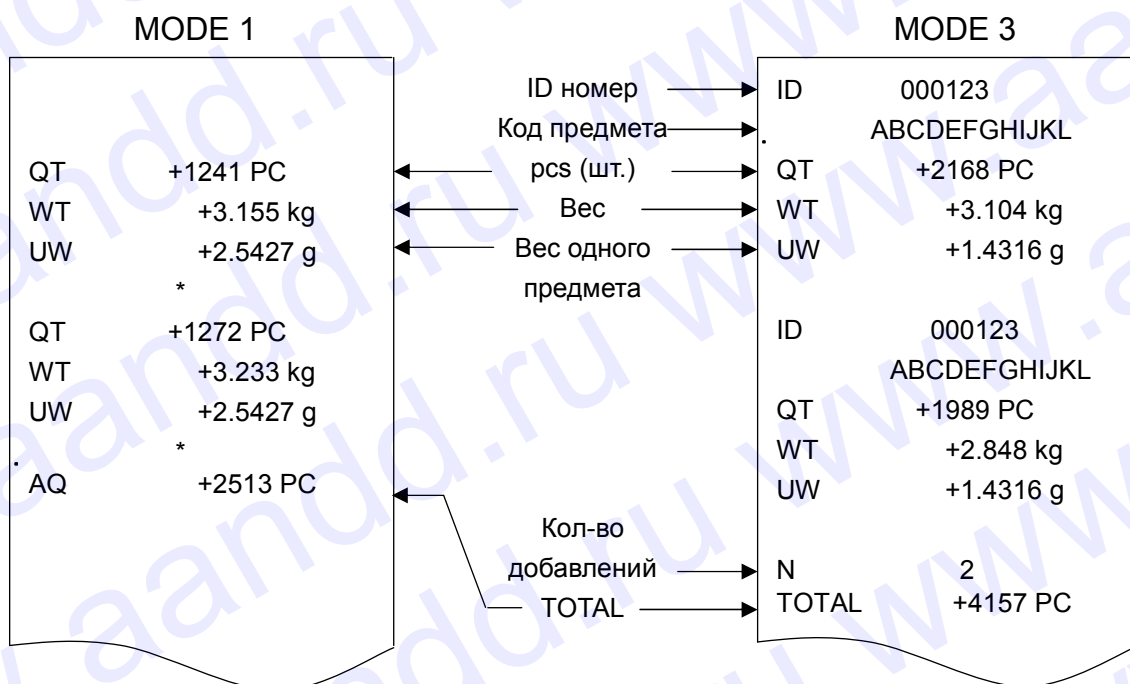 MODE 1
QT +1241 PC
WT +3.155 kg
UW +2.5427 g
*
QT +1272 PC
WT +3.233 kg
UW +2.5427 g
*
AQ +2513 PC
ID номер
Код предмета
pcs (шт.)
Вес
Вес одного
предмета
Кол-во
добавлений
TOTAL
MODE 3
ID 000123
ABCDEFGHIJKL
QT +2168 PC
WT +3.104 kg
UW +1.4316 g
ID 000123
ABCDEFGHIJKL
QT +1989 PC
WT +2.848 kg
UW +1.4316 g
N 2
TOTAL +4157 PC
www.aandd.ru